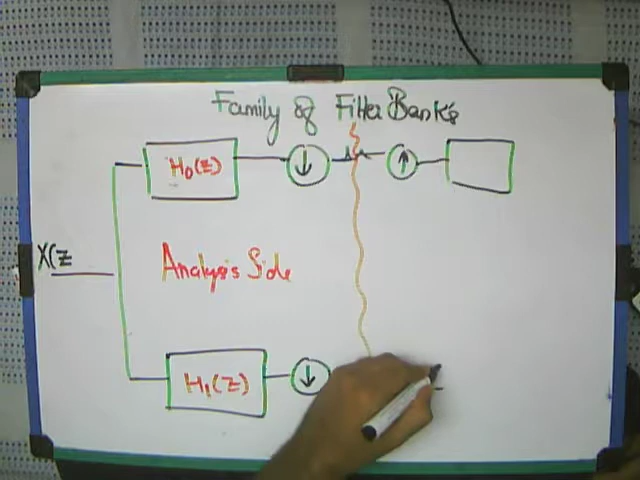 Family of Filter Banks
H₀(z)
↓
↑
X(z
Analysis Side
H₁(z)
↓